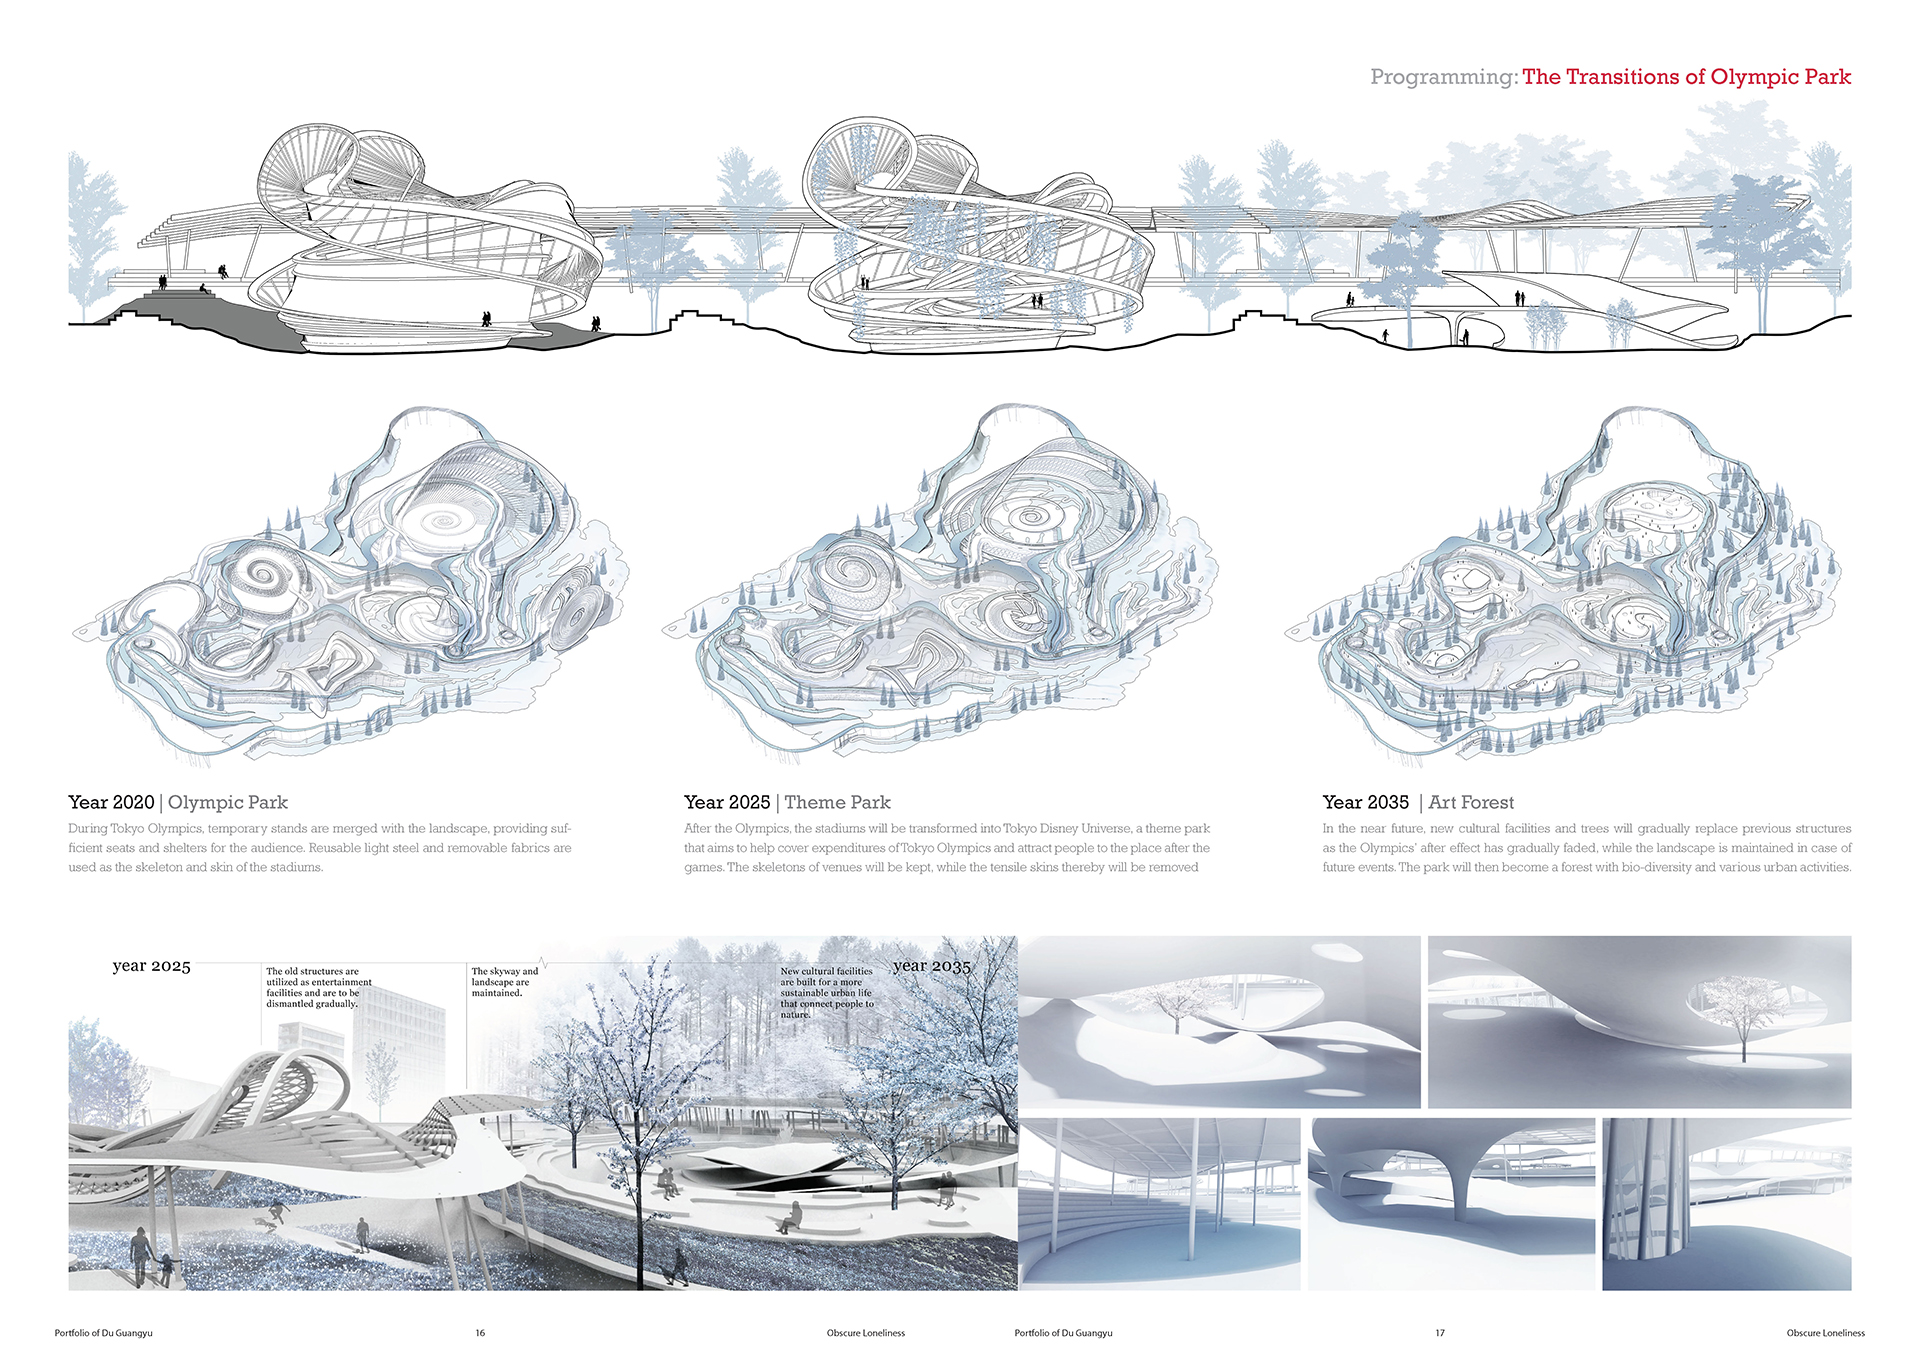 Programming: The Transitions of Olympic Park
Year 2020 | Olympic Park
During Tokyo Olympics, temporary stands are merged with the landscape, providing suf-
ficient seats and shelters for the audience. Reusable light steel and removable fabrics are
used as the skeleton and skin of the stadiums.
Year 2025 | Theme Park
After the Olympics, the stadiums will be transformed into Tokyo Disney Universe, a theme park
that aims to help cover expenditures of Tokyo Olympics and attract people to the place after the
games. The skeletons of venues will be kept, while the tensile skins thereby will be removed
Year 2035 | Art Forest
In the near future, new cultural facilities and trees will gradually replace previous structures
as the Olympics' after effect has gradually faded, while the landscape is maintained in case of
future events. The park will then become a forest with bio-diversity and various urban activities.
year 2025
The old structures are
utilized as entertainment
facilities and are to be
dismantled gradually.
The skyway and
landscape are
maintained.
New cultural facilities
are built for a more
sustainable urban life
that connect people to
nature.
year 2035
Portfolio of Du Guangyu
16
Obscure Loneliness
Portfolio of Du Guangyu
17
Obscure Loneliness